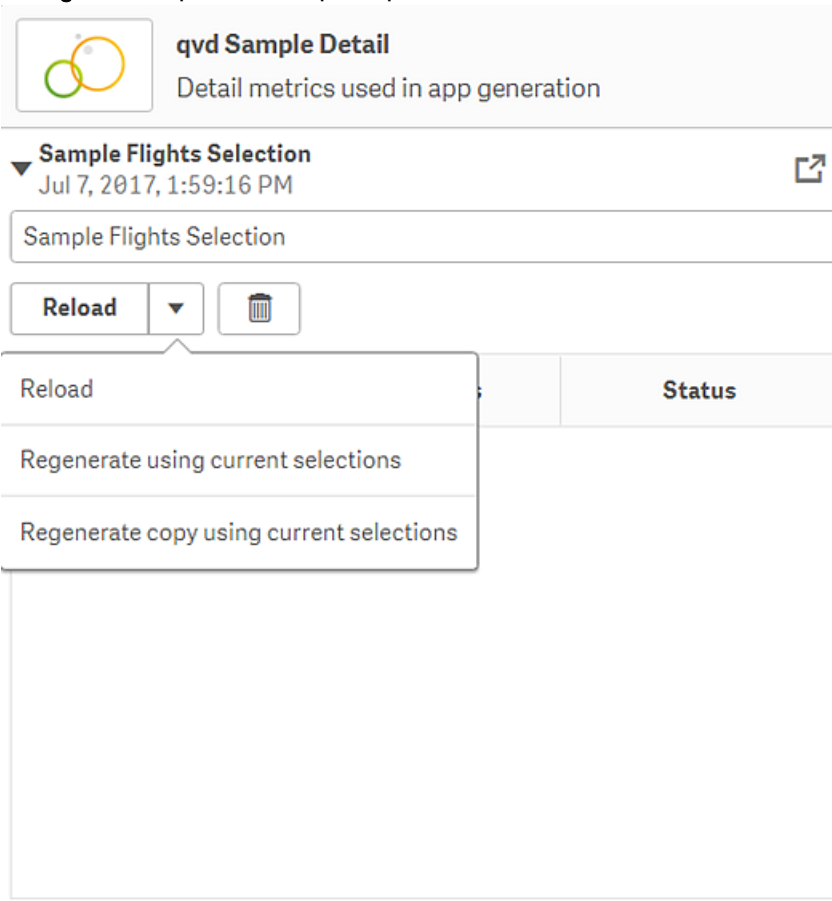 qvd Sample Detail
Detail metrics used in app generation
Sample Flights Selection
Jul 7, 2017, 1:59:16 PM
Sample Flights Selection
Reload
Reload
Status
Regenerate using current selections
Regenerate copy using current selections